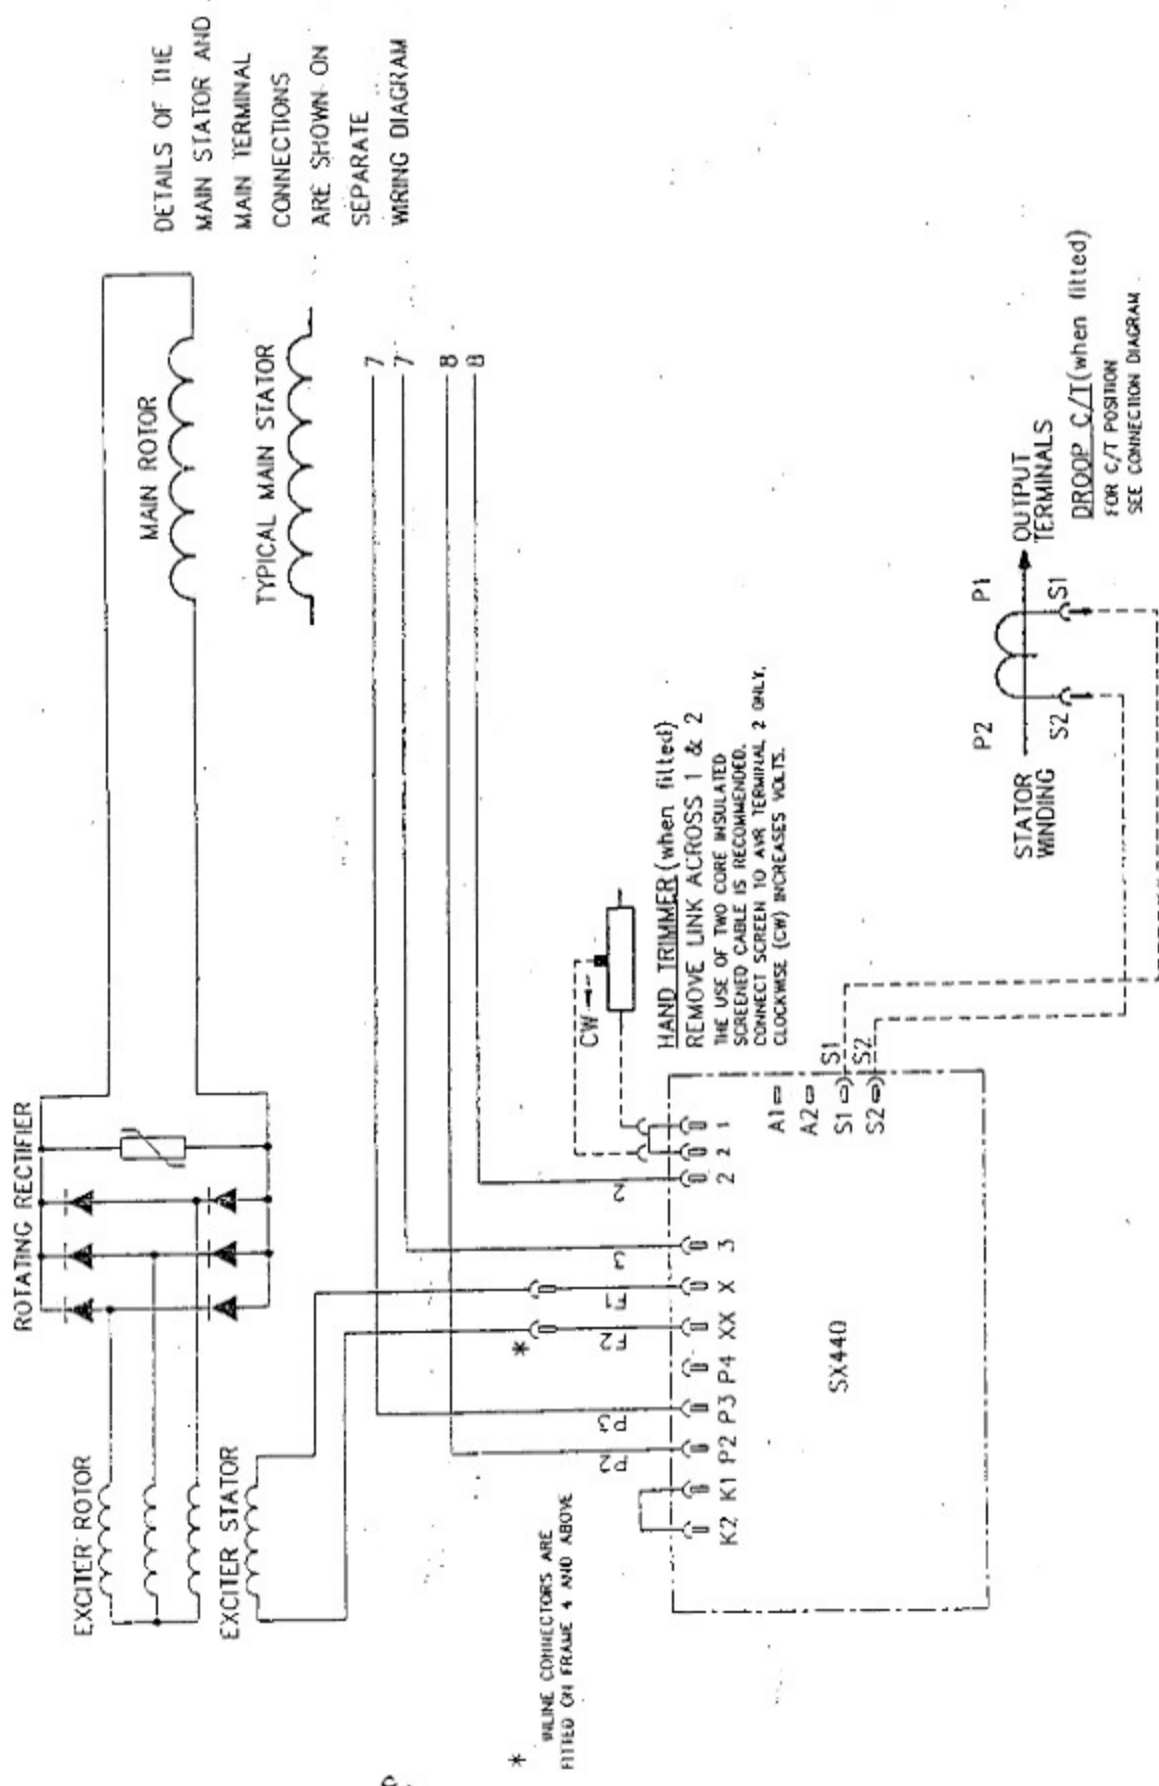 DETAILS OF THE
MAIN STATOR AND
MAIN TERMINAL
CONNECTIONS
ARE SHOWN ON
SEPARATE
WIRING DIAGRAM
ROTATING RECTIFIER
MAIN ROTOR
EXCITER ROTOR
EXCITER STATOR
TYPICAL MAIN STATOR
7
7
8
8
* INLINE CONNECTORS ARE
FITTED ON FRAME 4 AND ABOVE
*
P2
P3
F2
F1
3
2
CW
K2 K1 P2 P3 P4 XX X 3 2 2 1
SX440
HAND TRIMMER (when fitted)
REMOVE LINK ACROSS 1 & 2
THE USE OF TWO CORE INSULATED
SCREENED CABLE IS RECOMMENDED.
CONNECT SCREEN TO AVR TERMINAL 2 ONLY.
CLOCKWISE (CW) INCREASES VOLTS.
A1
A2
S1 S1
S2 S2
P2 P1
STATOR
WINDING
OUTPUT
TERMINALS
S2 S1
DROOP C/T (when fitted)
FOR C/T POSITION
SEE CONNECTION DIAGRAM